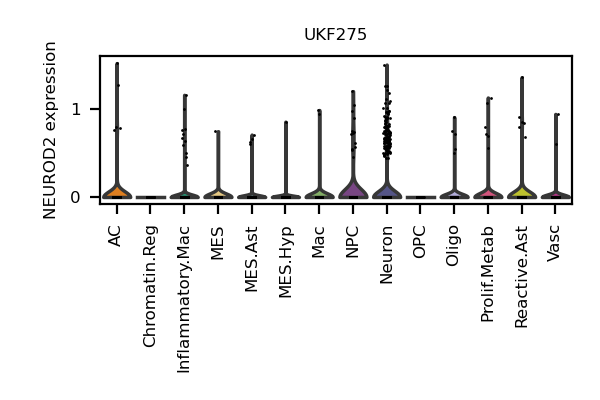 UKF275
NEUROD2 expression
1
0
AC
Chromatin.Reg
Inflammatory.Mac
MES
MES.Ast
MES.Hyp
Mac
NPC
Neuron
OPC
Oligo
Prolif.Metab
Reactive.Ast
Vasc